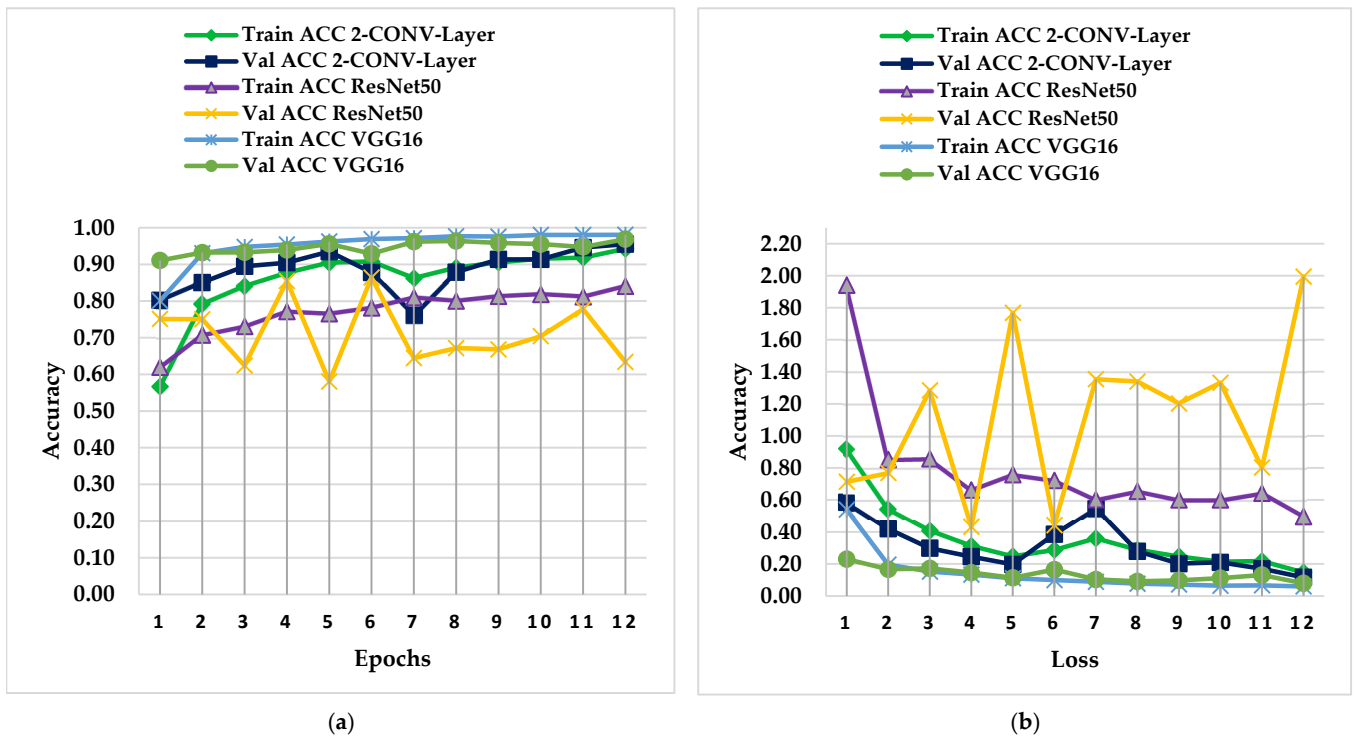 Train ACC 2-CONV-Layer
Val ACC 2-CONV-Layer
Train ACC ResNet50
Val ACC ResNet50
Train ACC VGG16
Val ACC VGG16
1.00
0.90
0.80
0.70
0.60
0.50
0.40
0.30
0.20
0.10
0.00
Accuracy
1 2 3 4 5 6 7 8 9 10 11 12
Epochs
(a)
Train ACC 2-CONV-Layer
Val ACC 2-CONV-Layer
Train ACC ResNet50
Val ACC ResNet50
Train ACC VGG16
Val ACC VGG16
2.20
2.00
1.80
1.60
1.40
1.20
1.00
0.80
0.60
0.40
0.20
0.00
Accuracy
1 2 3 4 5 6 7 8 9 10 11 12
Loss
(b)